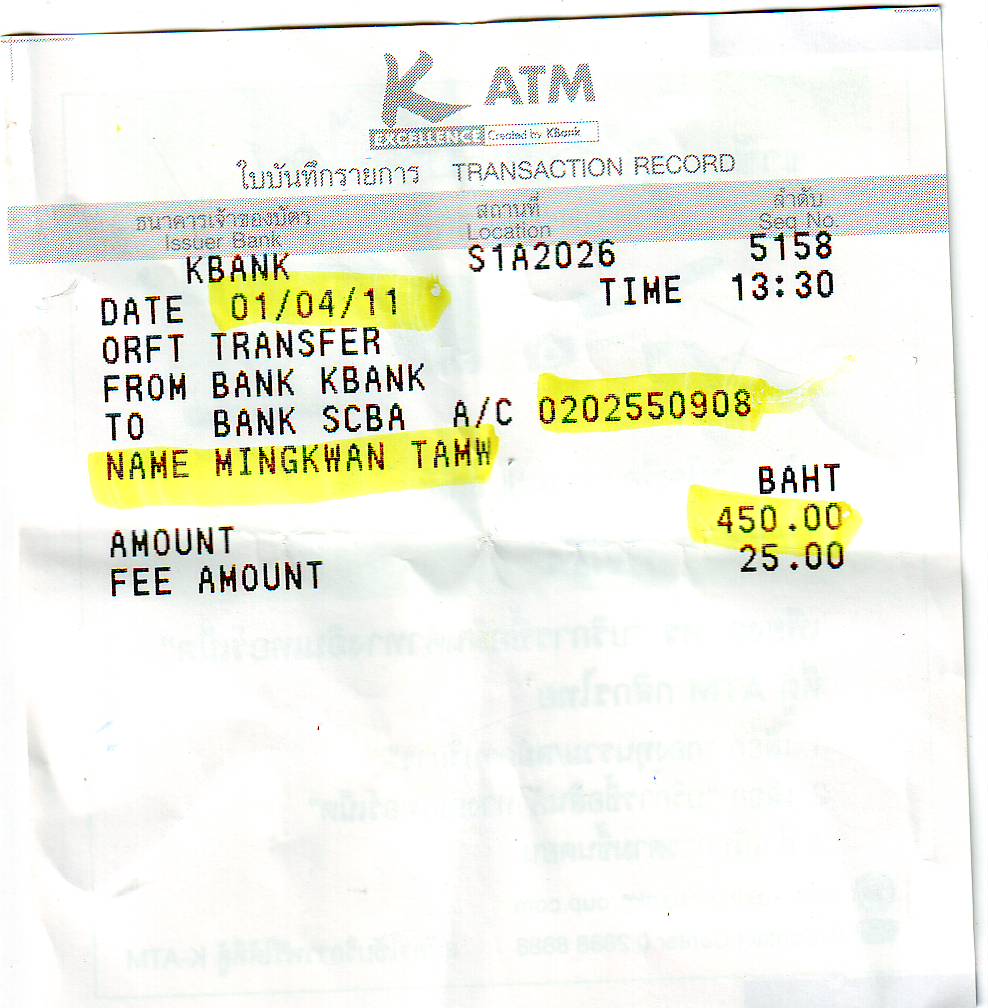 K ATM
EXCELLENCE Created by KBank
ใบบันทึกรายการ TRANSACTION RECORD
ธนาคารเจ้าของบัตร สถานที่ ลำดับ
Issuer Bank Location Seq No.
KBANK S1A2026 5158
DATE 01/04/11 TIME 13:30
ORFT TRANSFER
FROM BANK KBANK
TO BANK SCBA A/C 0202550908
NAME MINGKWAN TAMW
BAHT
AMOUNT 450.00
FEE AMOUNT 25.00